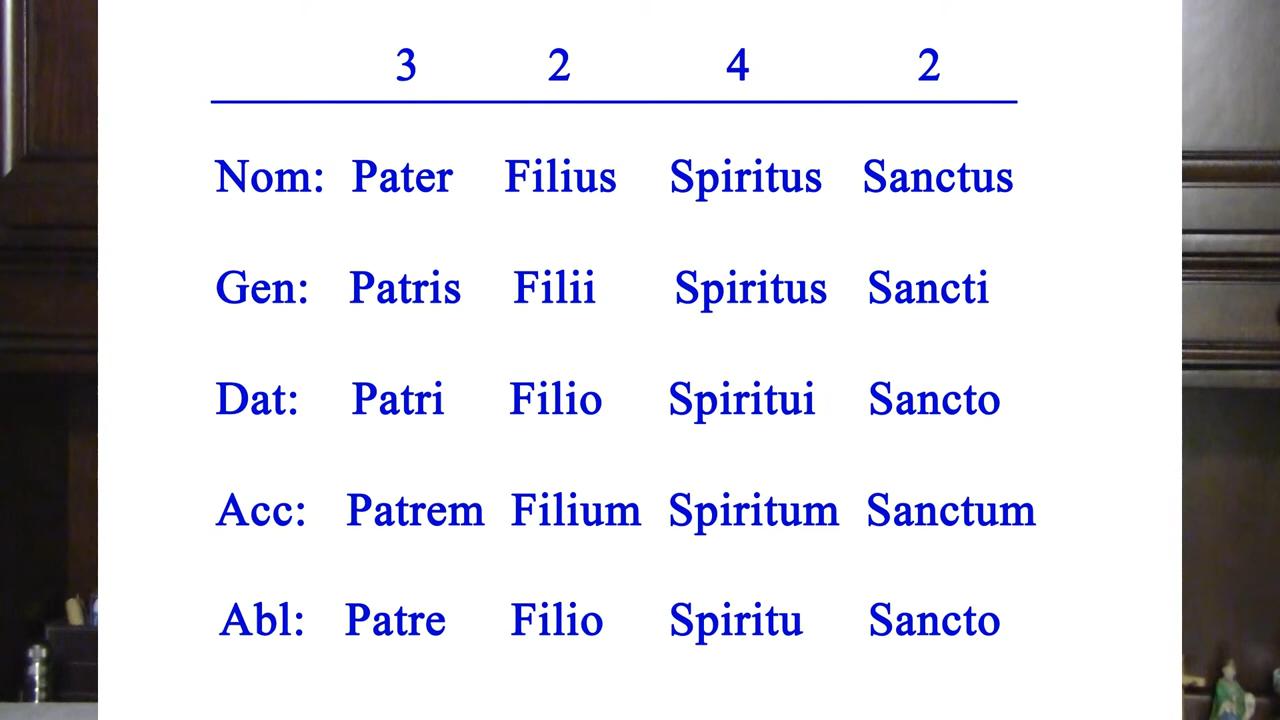 3 2 4 2
Nom: Pater Filius Spiritus Sanctus
Gen: Patris Filii Spiritus Sancti
Dat: Patri Filio Spiritui Sancto
Acc: Patrem Filium Spiritum Sanctum
Abl: Patre Filio Spiritu Sancto